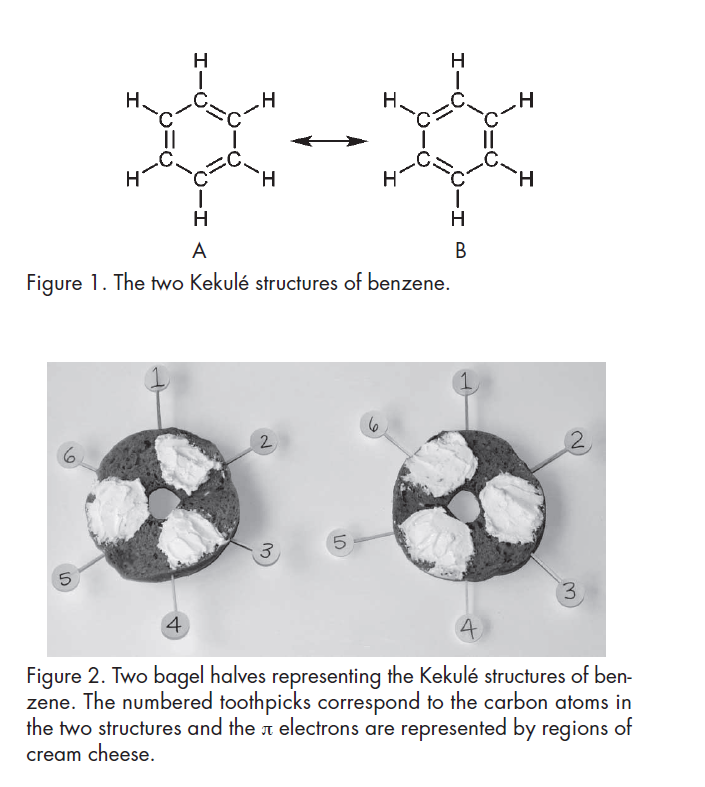 H H
H C H H C H
C C C C
C C C C
H C H H C H
H H
A B
Figure 1. The two Kekulé structures of benzene.
1 1
6 2 6 2
5 3 5 3
4 4
Figure 2. Two bagel halves representing the Kekulé structures of ben-
zene. The numbered toothpicks correspond to the carbon atoms in
the two structures and the π electrons are represented by regions of
cream cheese.